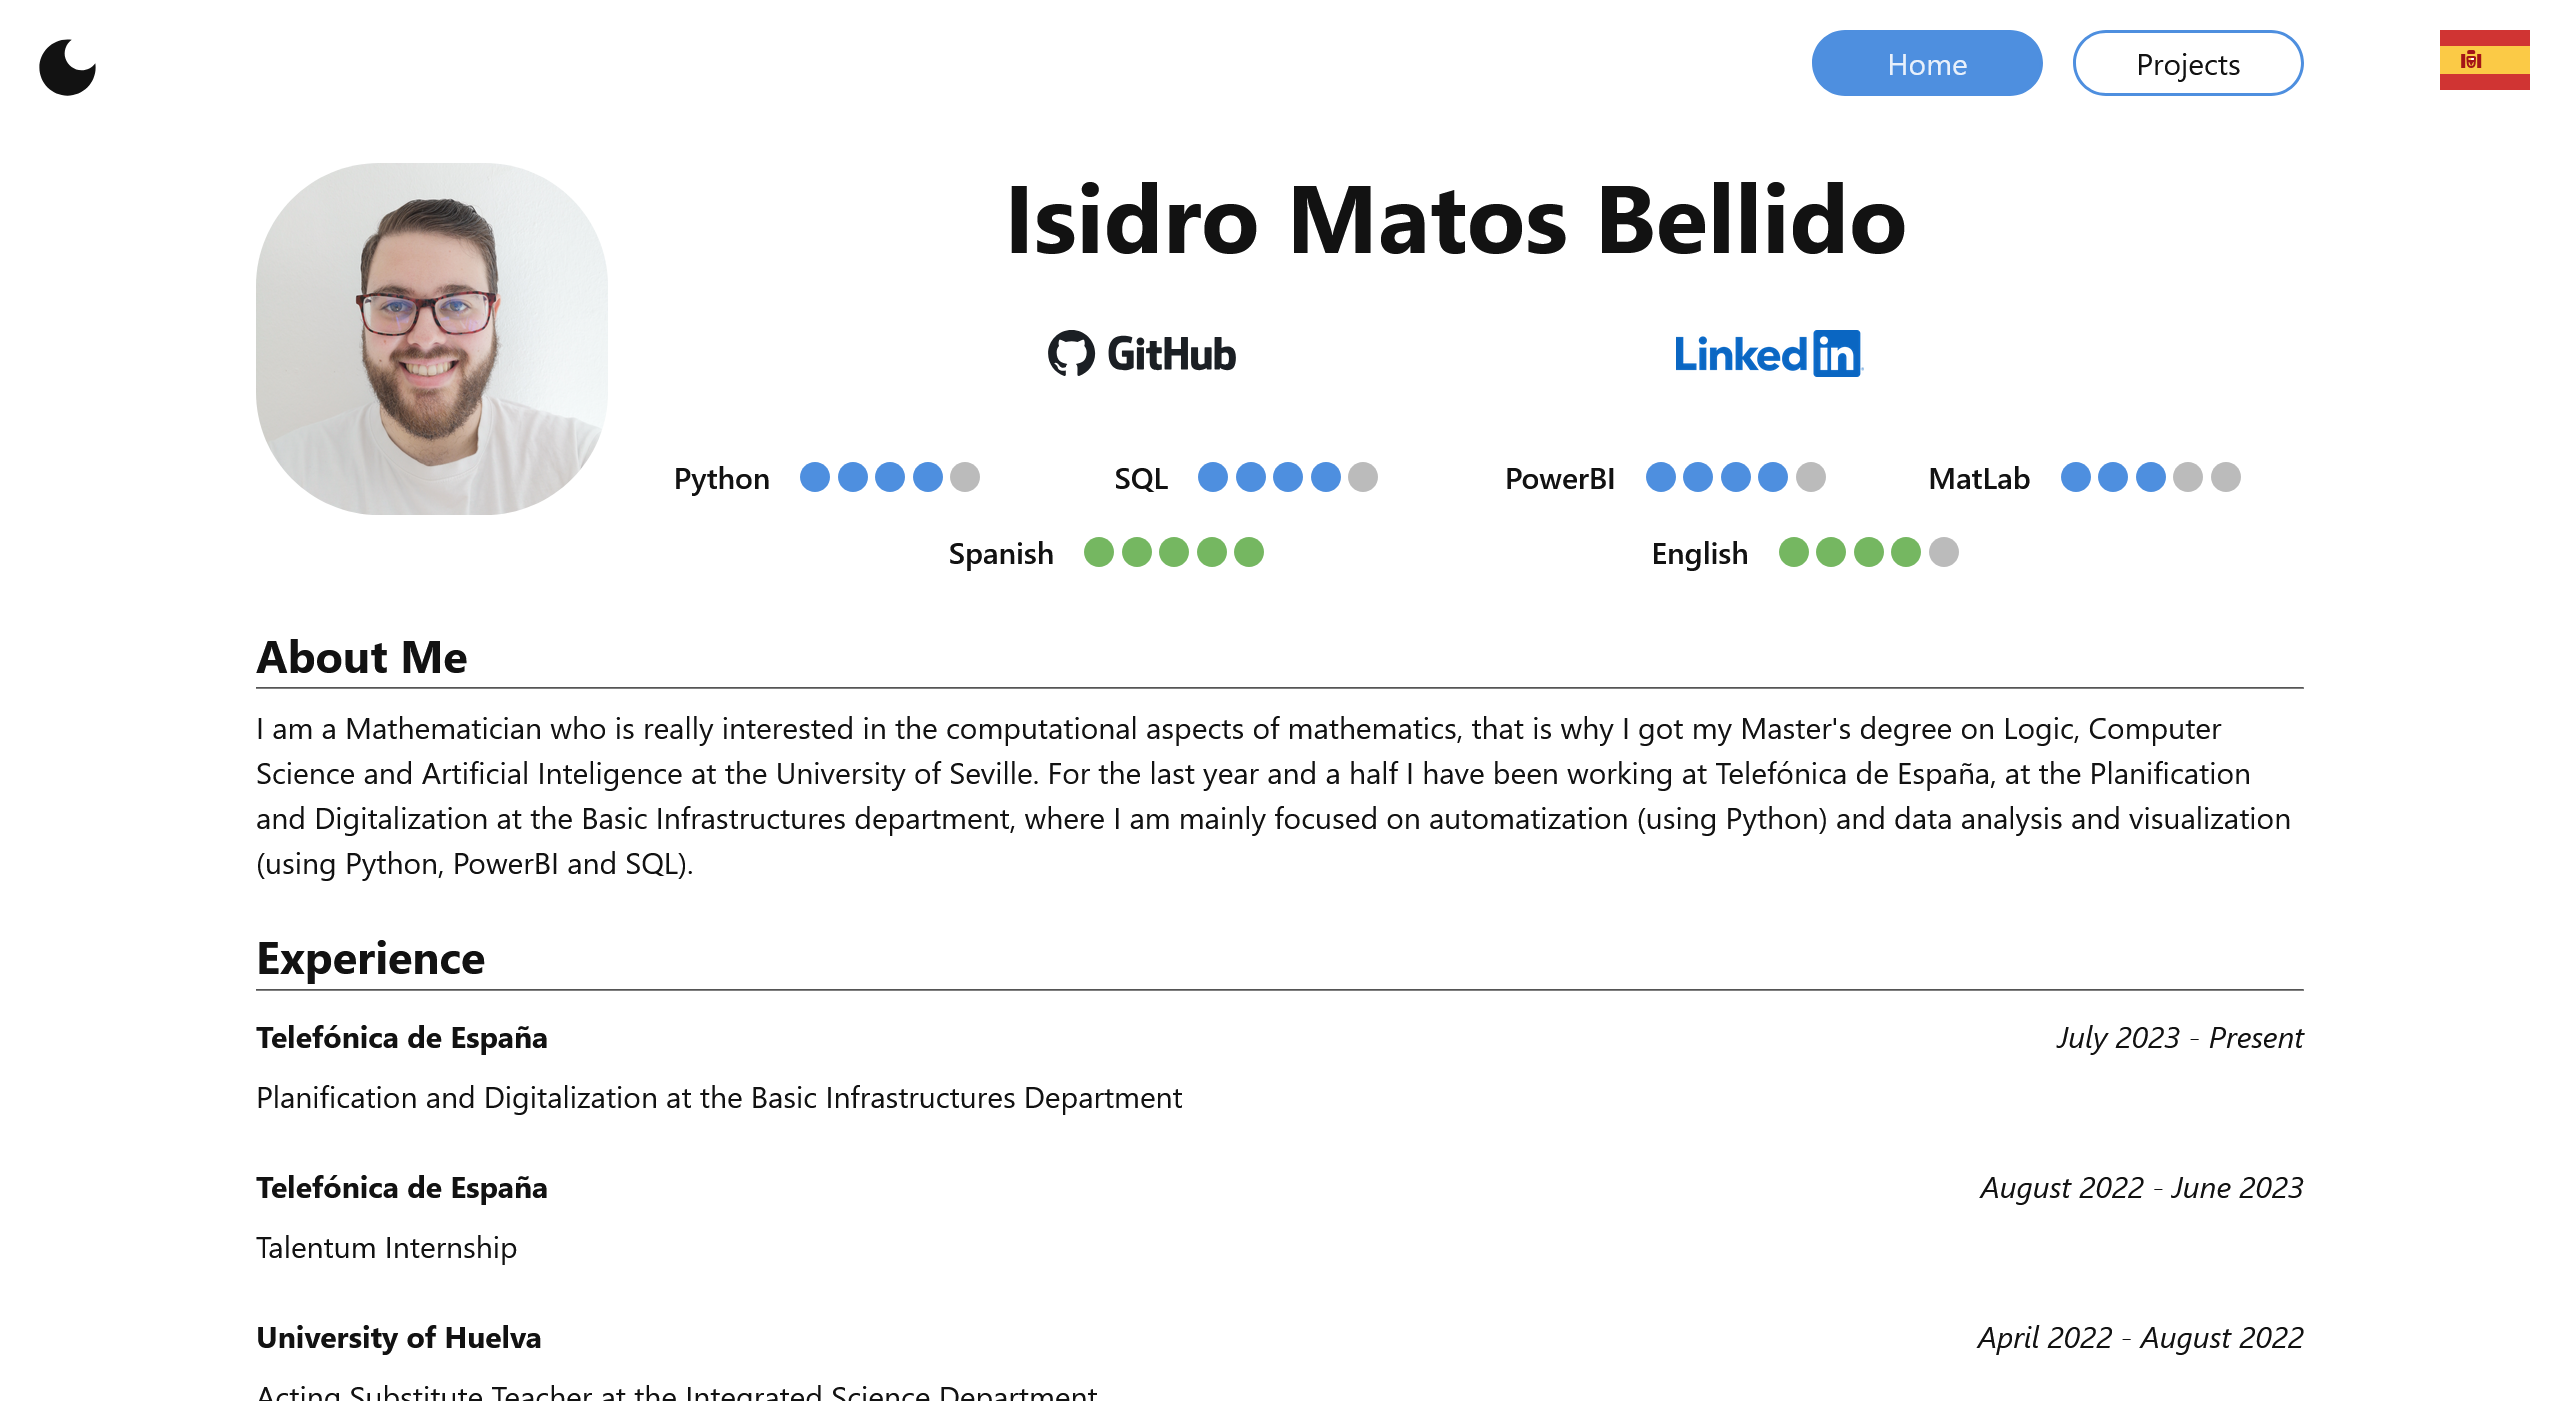 Home
Projects
Isidro Matos Bellido
GitHub
Linkedin
Python
SQL
PowerBI
MatLab
Spanish
English
About Me
I am a Mathematician who is really interested in the computational aspects of mathematics, that is why I got my Master's degree on Logic, Computer
Science and Artificial Inteligence at the University of Seville. For the last year and a half I have been working at Telefónica de España, at the Planification
and Digitalization at the Basic Infrastructures department, where I am mainly focused on automatization (using Python) and data analysis and visualization
(using Python, PowerBI and SQL).
Experience
Telefónica de España
July 2023 - Present
Planification and Digitalization at the Basic Infrastructures Department
Telefónica de España
August 2022 - June 2023
Talentum Internship
University of Huelva
April 2022 - August 2022
Acting Substitute Teacher at the Integrated Science Department